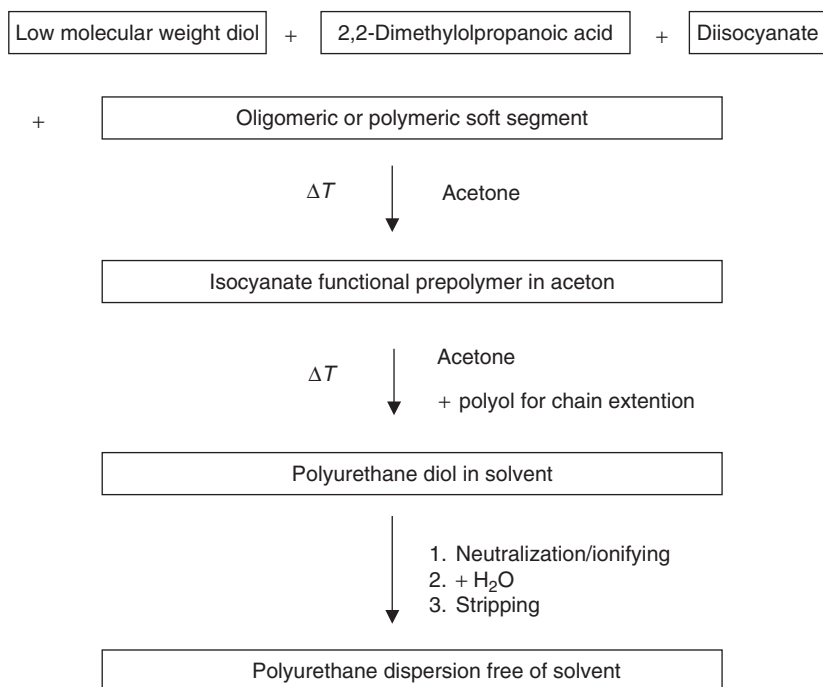 Low molecular weight diol + 2,2-Dimethylolpropanoic acid + Diisocyanate
+ Oligomeric or polymeric soft segment
ΔT Acetone
Isocyanate functional prepolymer in aceton
ΔT Acetone
+ polyol for chain extention
Polyurethane diol in solvent
1. Neutralization/ionifying
2. + H₂O
3. Stripping
Polyurethane dispersion free of solvent